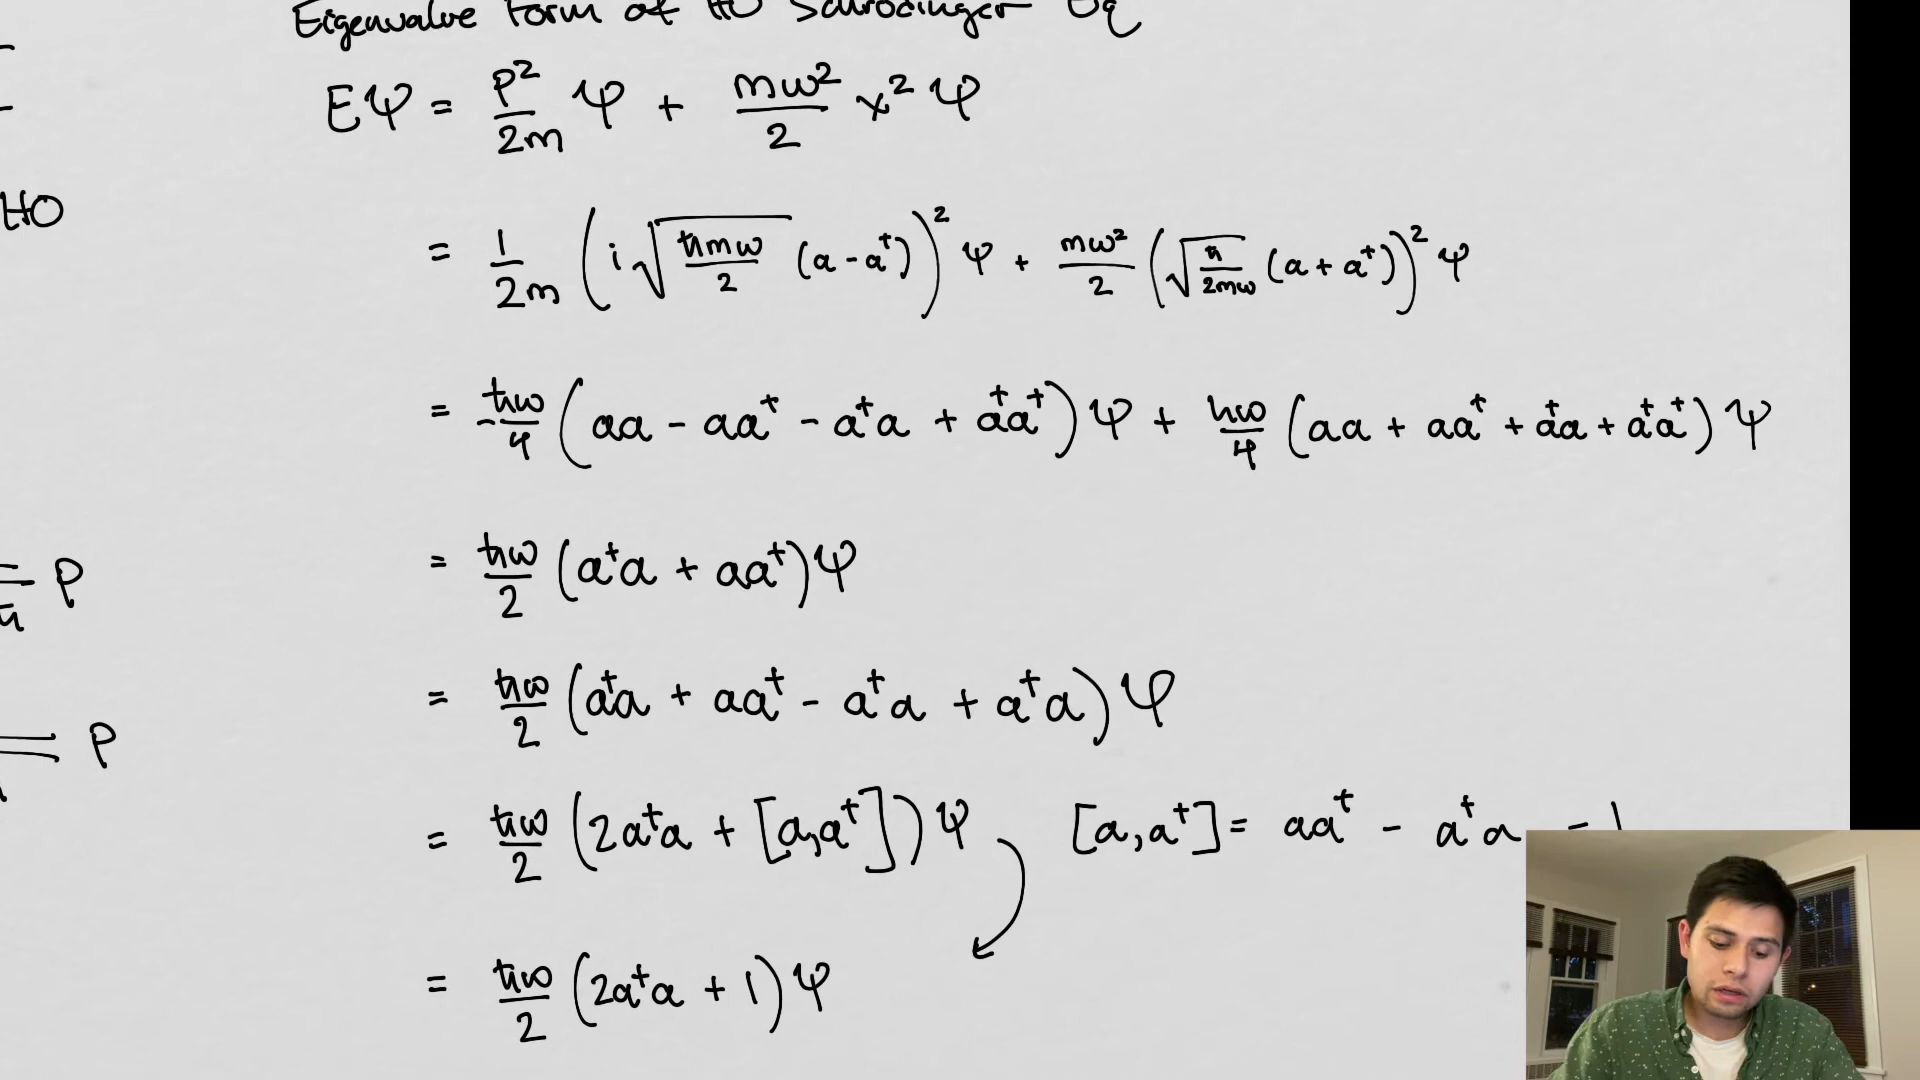 Eigenvalue Form of HO Schrödinger Eq
Eψ = p²/2m ψ + mω²/2 x² ψ
HO
= 1/2m (i√(ħmω/2) (a - a†))² ψ + mω²/2 (√(ħ/2mω) (a + a†))² ψ
= -ħω/4 (aa - aa† - a†a + a†a†) ψ + ħω/4 (aa + aa† + a†a + a†a†) ψ
= ħω/2 (a†a + aa†) ψ
P
= ħω/2 (a†a + aa† - a†a + a†a) ψ
P
= ħω/2 (2a†a + [a,a†]) ψ [a,a†] = aa† - a†a = 1
= ħω/2 (2a†a + 1) ψ